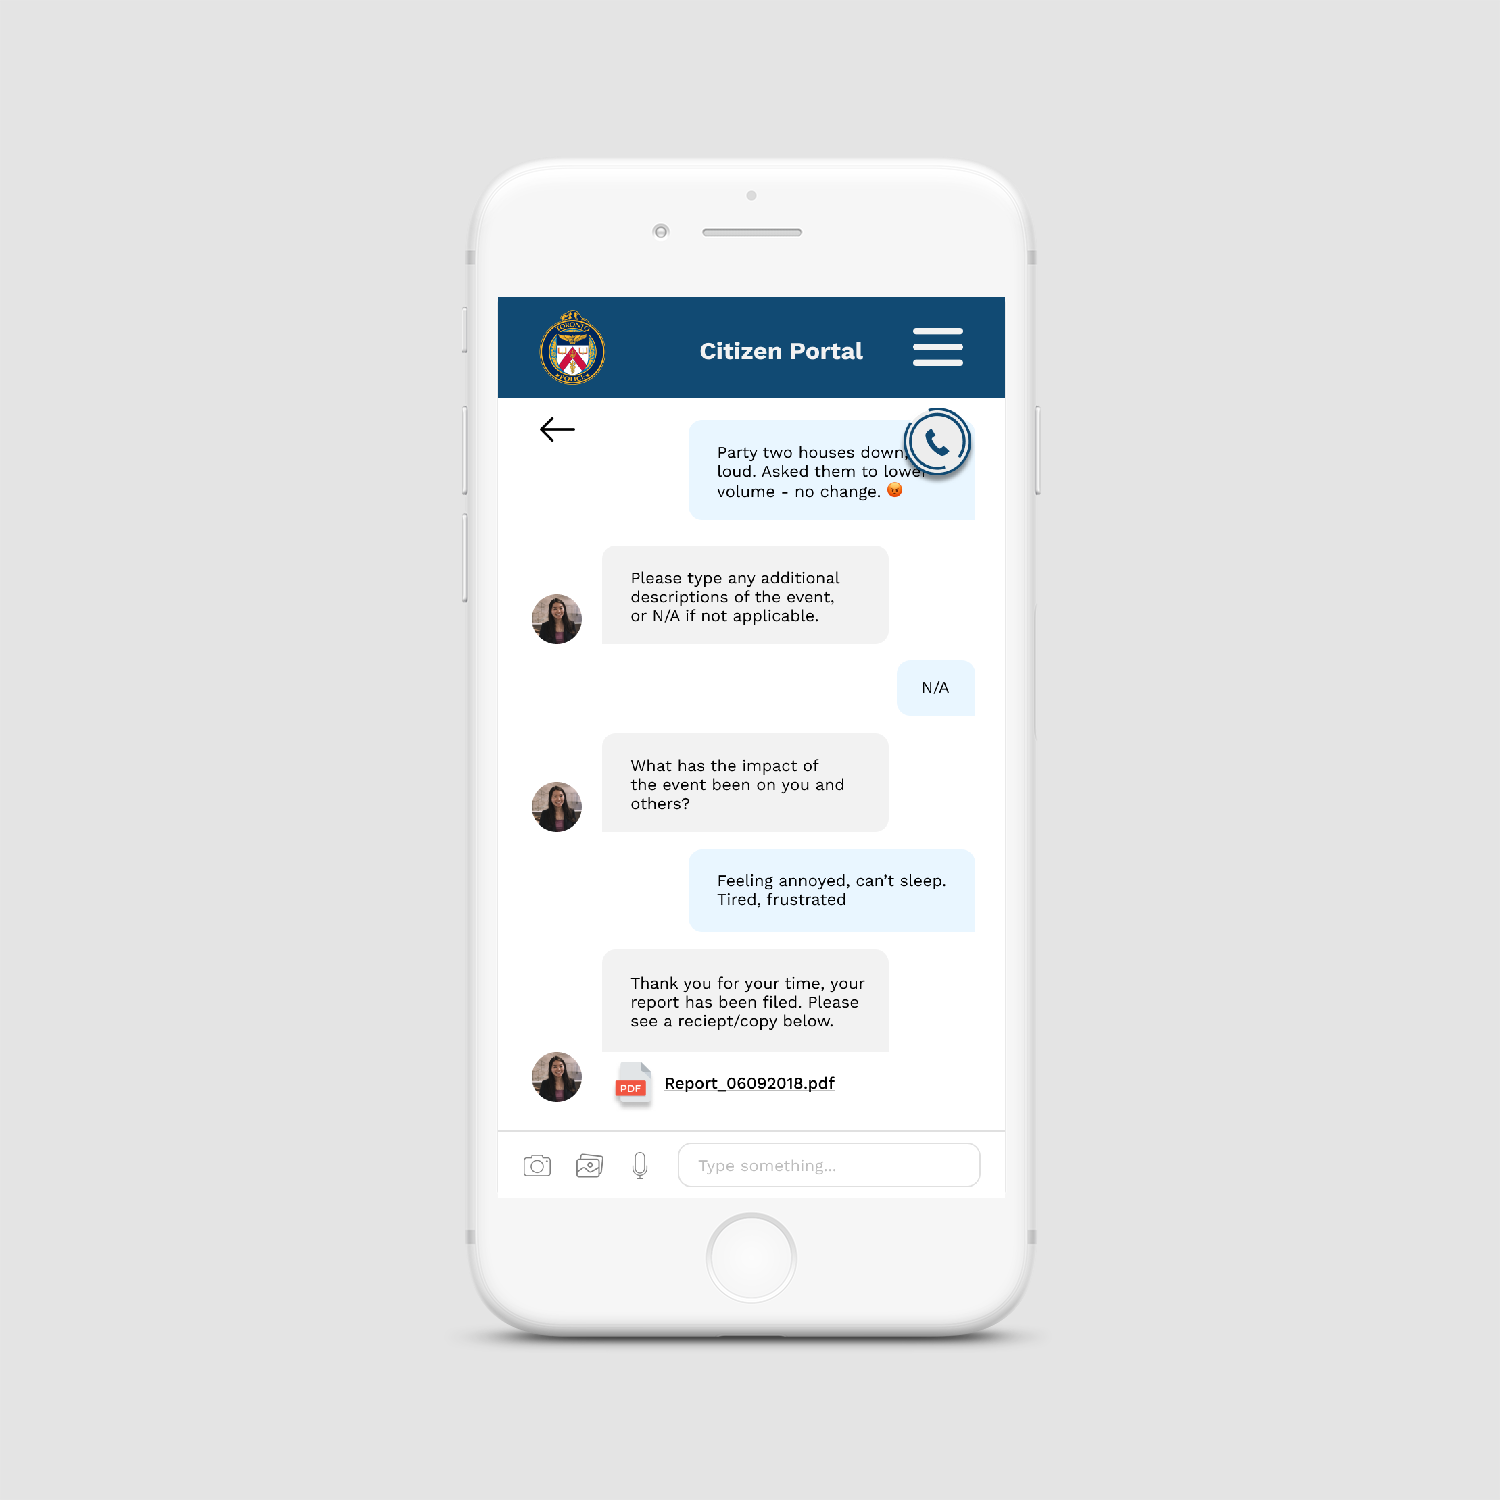 TORONTO
POLICE
Citizen Portal
Party two houses down,
loud. Asked them to lower
volume - no change. 😡
Please type any additional
descriptions of the event,
or N/A if not applicable.
N/A
What has the impact of
the event been on you and
others?
Feeling annoyed, can’t sleep.
Tired, frustrated
Thank you for your time, your
report has been filed. Please
see a reciept/copy below.
PDF
Report_06092018.pdf
Type something...